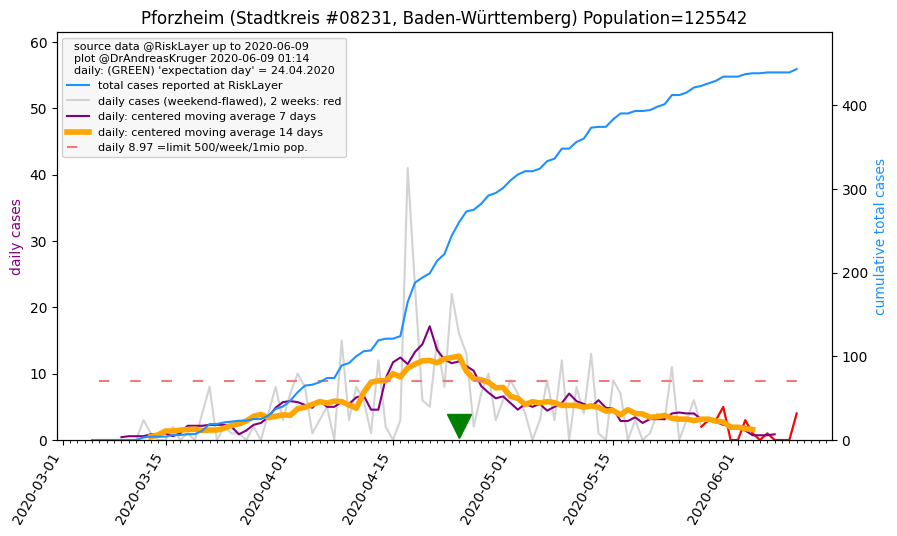 Pforzheim (Stadtkreis #08231, Baden-Württemberg) Population=125542
source data @RiskLayer up to 2020-06-09
plot @DrAndreasKruger 2020-06-09 01:14
daily: (GREEN) 'expectation day' = 24.04.2020
total cases reported at RiskLayer
daily cases (weekend-flawed), 2 weeks: red
daily: centered moving average 7 days
daily: centered moving average 14 days
daily 8.97 =limit 500/week/1mio pop.
daily cases
60
50
40
30
20
10
0
cumulative total cases
400
300
200
100
0
2020-03-01
2020-03-15
2020-04-01
2020-04-15
2020-05-01
2020-05-15
2020-06-01